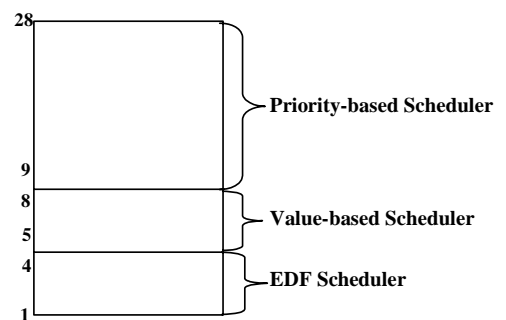 28
Priority-based Scheduler
9
8
Value-based Scheduler
5
4
EDF Scheduler
1